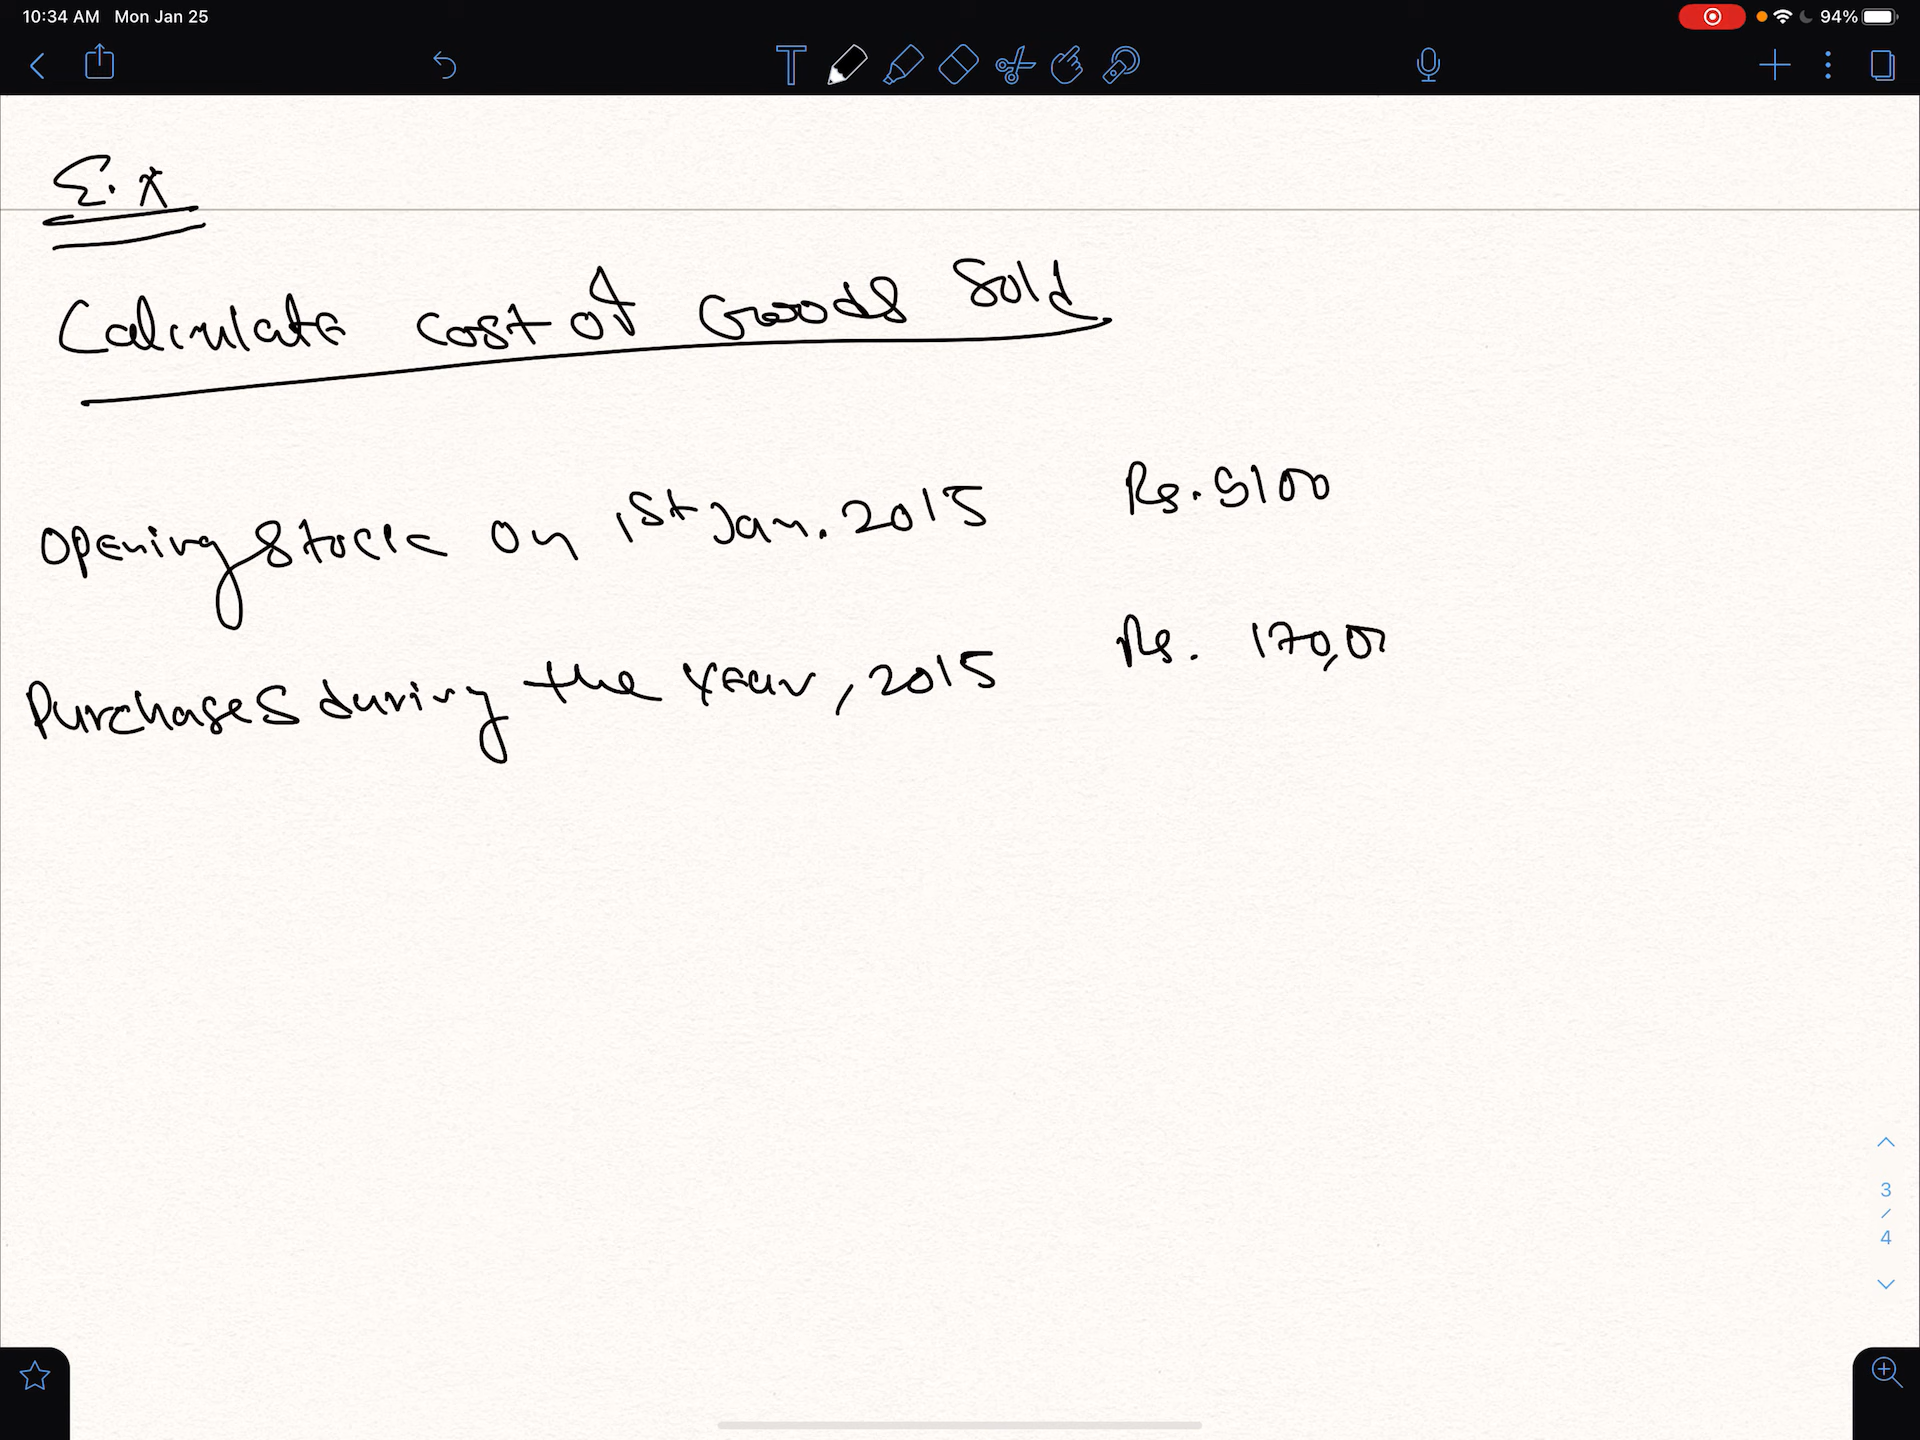 10:34 AM Mon Jan 25
94%
E.x
Calculate cost of Goods Sold
Opening Stock on 1st Jan. 2015 Rs. 5100
Purchases during the Year, 2015 Rs. 170,0
3
/
4